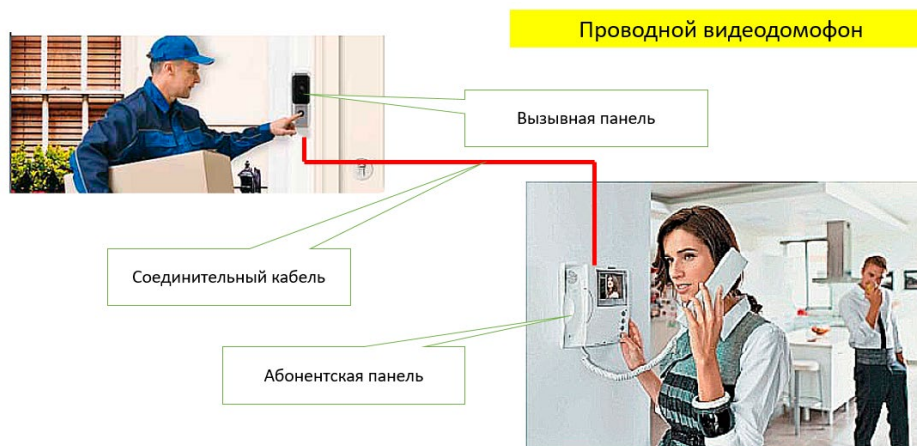 Проводной видеодомофон
Вызывная панель
Соединительный кабель
Абонентская панель